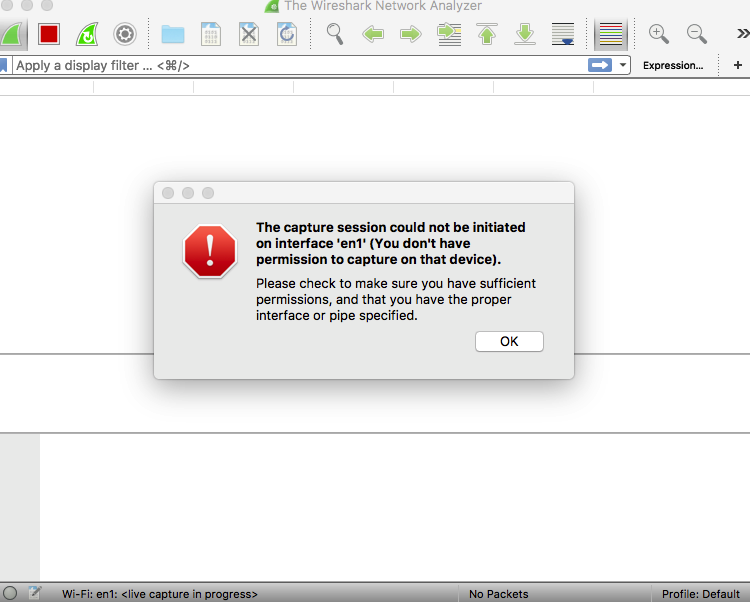 The Wireshark Network Analyzer
Apply a display filter ... <⌘/>
Expression...
+
The capture session could not be initiated
on interface 'en1' (You don't have
permission to capture on that device).
Please check to make sure you have sufficient
permissions, and that you have the proper
interface or pipe specified.
OK
Wi-Fi: en1: <live capture in progress>
No Packets
Profile: Default